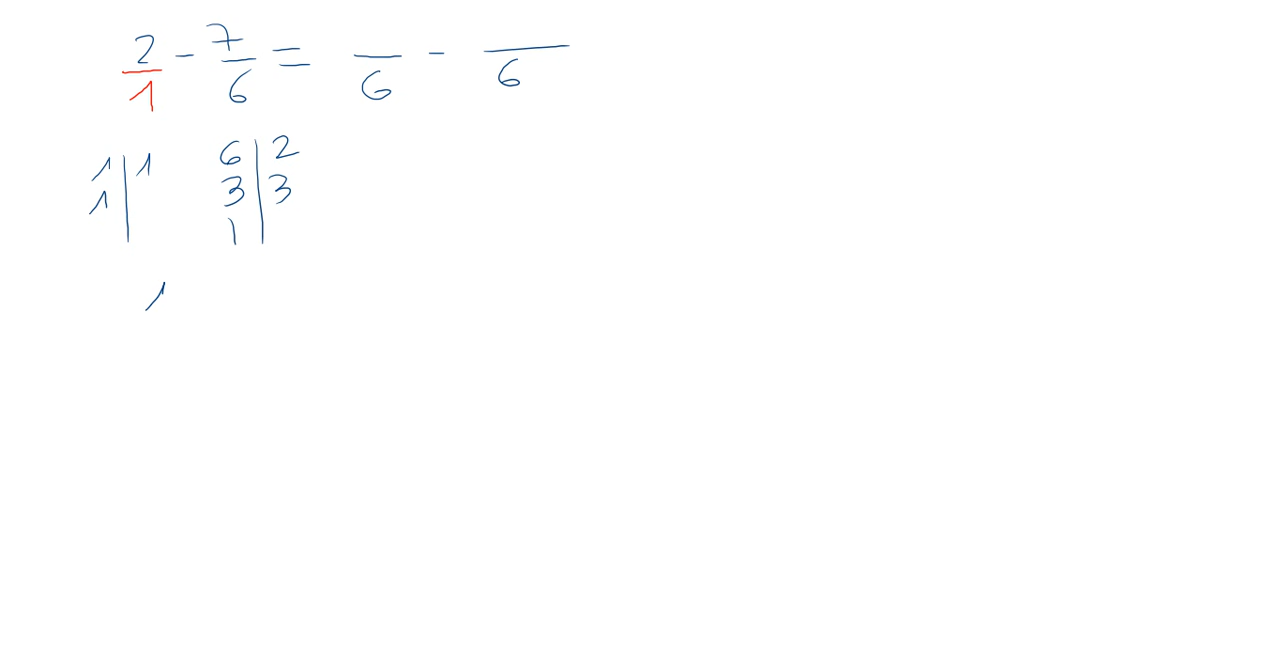 2/1 - 7/6 = /6 - /6
1 | 1 6 | 2
1 | 3 | 3
1 |
1